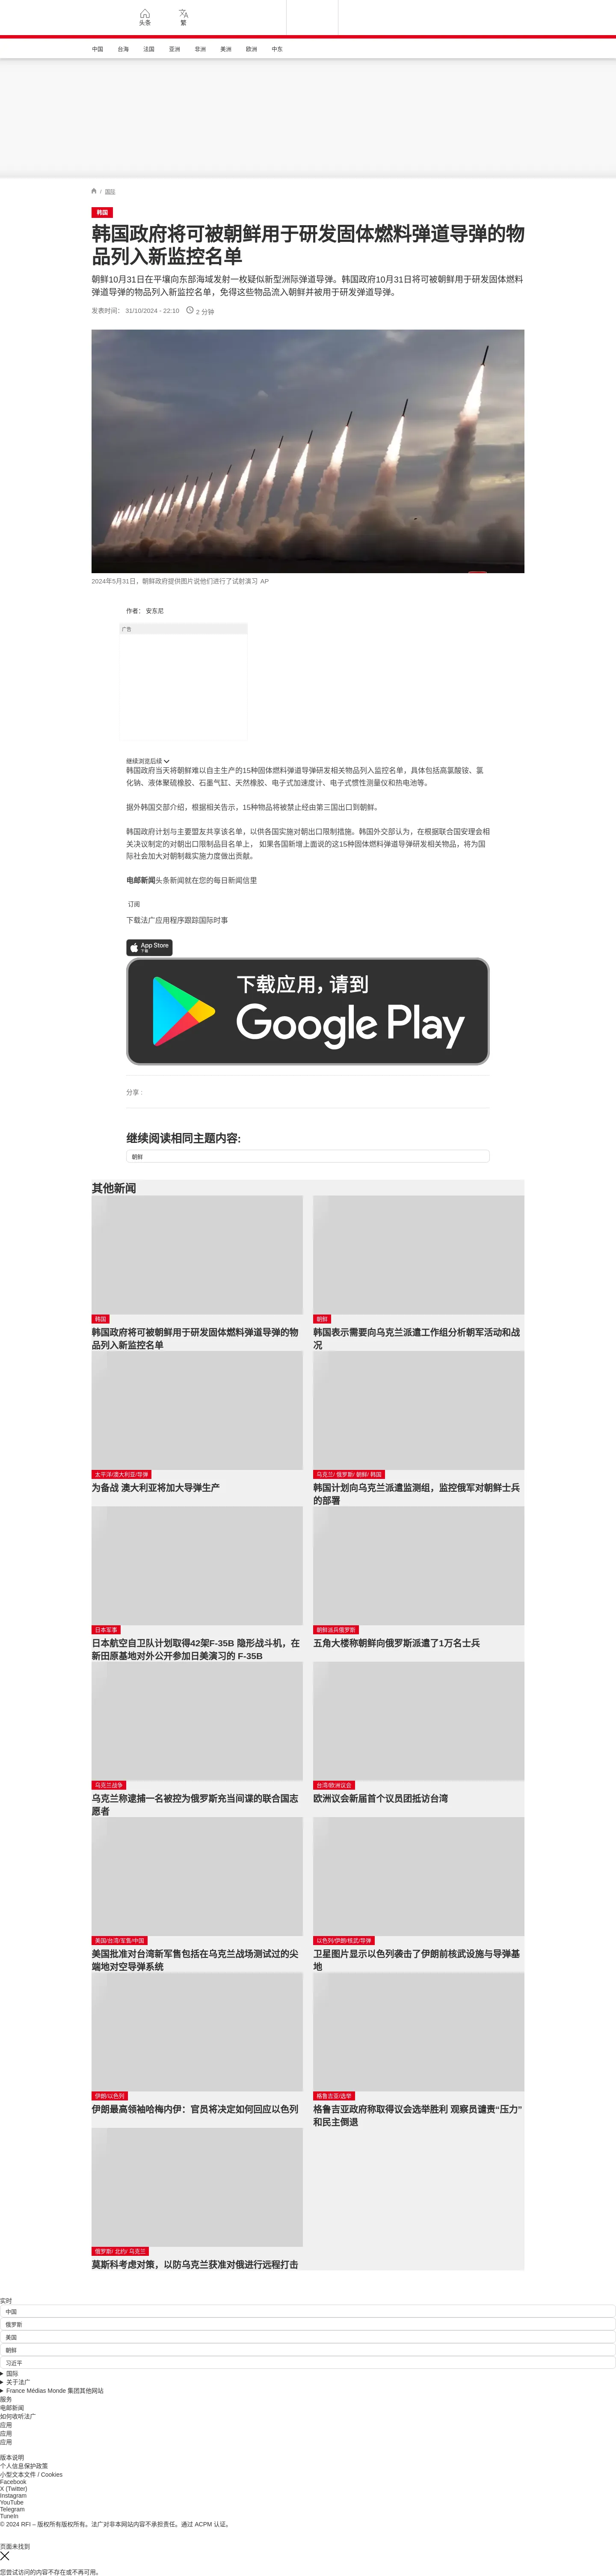 头条
繁
中国 台海 法国 亚洲 非洲 美洲 欧洲 中东
/ 国际
韩国
韩国政府将可被朝鲜用于研发固体燃料弹道导弹的物
品列入新监控名单
朝鲜10月31日在平壤向东部海域发射一枚疑似新型洲际弹道导弹。韩国政府10月31日将可被朝鲜用于研发固体燃料
弹道导弹的物品列入新监控名单，免得这些物品流入朝鲜并被用于研发弹道导弹。
发表时间： 31/10/2024 - 22:10 2 分钟
2024年5月31日，朝鲜政府提供图片说他们进行了试射演习 AP
作者： 安东尼
广告
继续浏览后续
韩国政府当天将朝鲜难以自主生产的15种固体燃料弹道导弹研发相关物品列入监控名单，具体包括高氯酸铵、氯
化钠、液体聚硫橡胶、石墨气缸、天然橡胶、电子式加速度计、电子式惯性测量仪和热电池等。
据外韩国交部介绍，根据相关告示，15种物品将被禁止经由第三国出口到朝鲜。
韩国政府计划与主要盟友共享该名单，以供各国实施对朝出口限制措施。韩国外交部认为，在根据联合国安理会相
关决议制定的对朝出口限制品目名单上， 如果各国新增上面说的这15种固体燃料弹道导弹研发相关物品，将为国
际社会加大对朝制裁实施力度做出贡献。
电邮新闻头条新闻就在您的每日新闻信里
订阅
下载法广应用程序跟踪国际时事
App Store
下载
下载应用，请到
Google Play
分享 :
继续阅读相同主题内容:
朝鲜
其他新闻
韩国
韩国政府将可被朝鲜用于研发固体燃料弹道导弹的物
品列入新监控名单
朝鲜
韩国表示需要向乌克兰派遣工作组分析朝军活动和战
况
太平洋/澳大利亚/导弹
为备战 澳大利亚将加大导弹生产
乌克兰/ 俄罗斯/ 朝鲜/ 韩国
韩国计划向乌克兰派遣监测组，监控俄军对朝鲜士兵
的部署
日本军事
日本航空自卫队计划取得42架F-35B 隐形战斗机，在
新田原基地对外公开参加日美演习的 F-35B
朝鲜派兵俄罗斯
五角大楼称朝鲜向俄罗斯派遣了1万名士兵
乌克兰战争
乌克兰称逮捕一名被控为俄罗斯充当间谍的联合国志
愿者
台湾/欧洲议会
欧洲议会新届首个议员团抵访台湾
美国/台湾/军售/中国
美国批准对台湾新军售包括在乌克兰战场测试过的尖
端地对空导弹系统
以色列/伊朗/核武/导弹
卫星图片显示以色列袭击了伊朗前核武设施与导弹基
地
伊朗/以色列
伊朗最高领袖哈梅内伊：官员将决定如何回应以色列
格鲁吉亚/选举
格鲁吉亚政府称取得议会选举胜利 观察员谴责“压力”
和民主倒退
俄罗斯/ 北约/ 乌克兰
莫斯科考虑对策，以防乌克兰获准对俄进行远程打击
实时
中国
俄罗斯
美国
朝鲜
习近平
国际
关于法广
France Médias Monde 集团其他网站
服务
电邮新闻
如何收听法广
应用
应用
应用
版本说明
个人信息保护政策
小型文本文件 / Cookies
Facebook
X (Twitter)
Instagram
YouTube
Telegram
TuneIn
© 2024 RFI – 版权所有版权所有。法广对非本网站内容不承担责任。通过 ACPM 认证。
页面未找到
您尝试访问的内容不存在或不再可用。